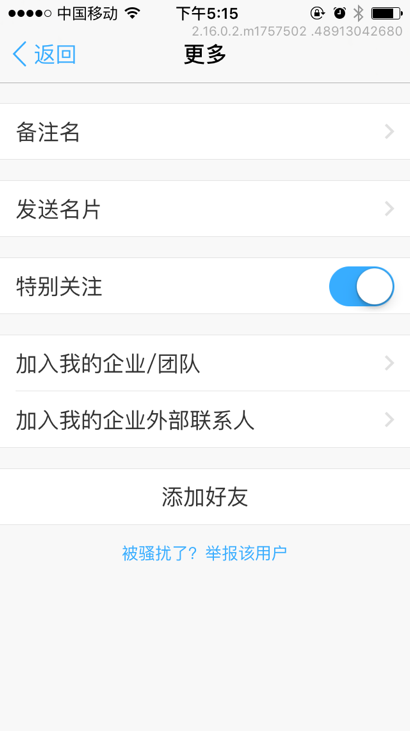 中国移动 下午5:15
2.16.0.2.m1757502 .48913042680
返回 更多
备注名
发送名片
特别关注
加入我的企业/团队
加入我的企业外部联系人
添加好友
被骚扰了? 举报该用户